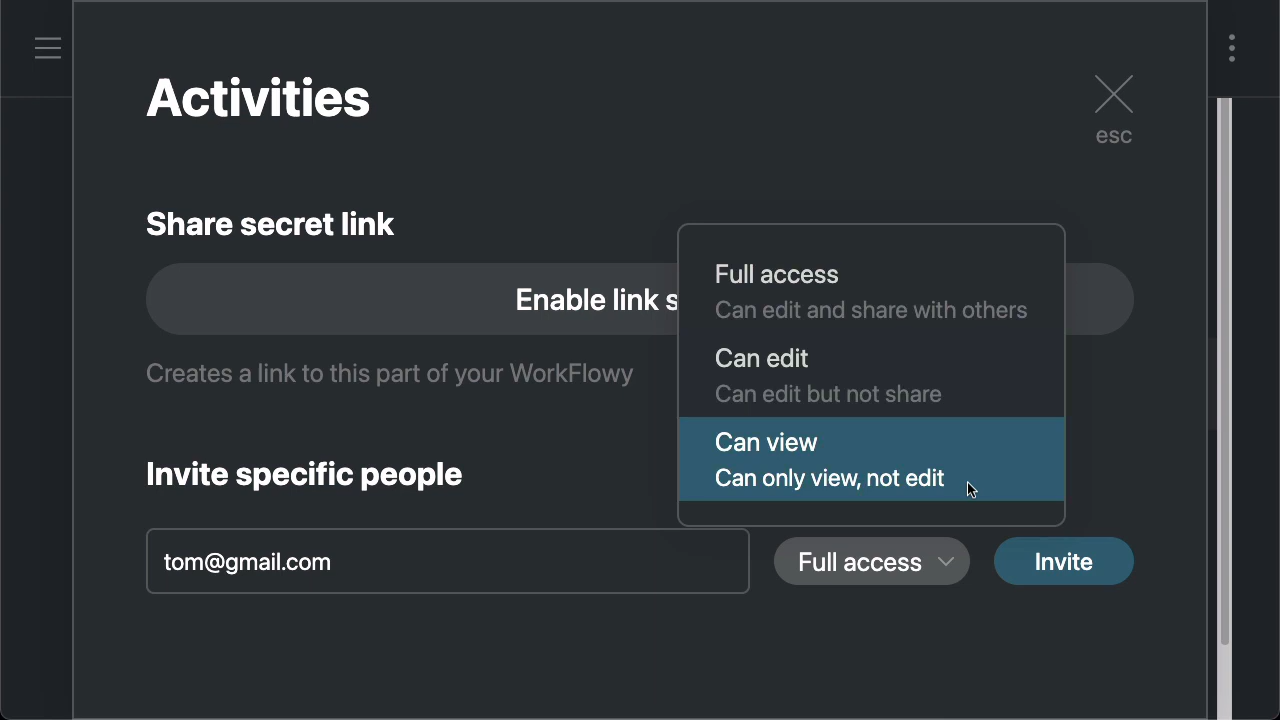 Activities
esc
Share secret link
Enable link s
Creates a link to this part of your WorkFlowy
Full access
Can edit and share with others
Can edit
Can edit but not share
Can view
Can only view, not edit
Invite specific people
tom@gmail.com
Full access
Invite